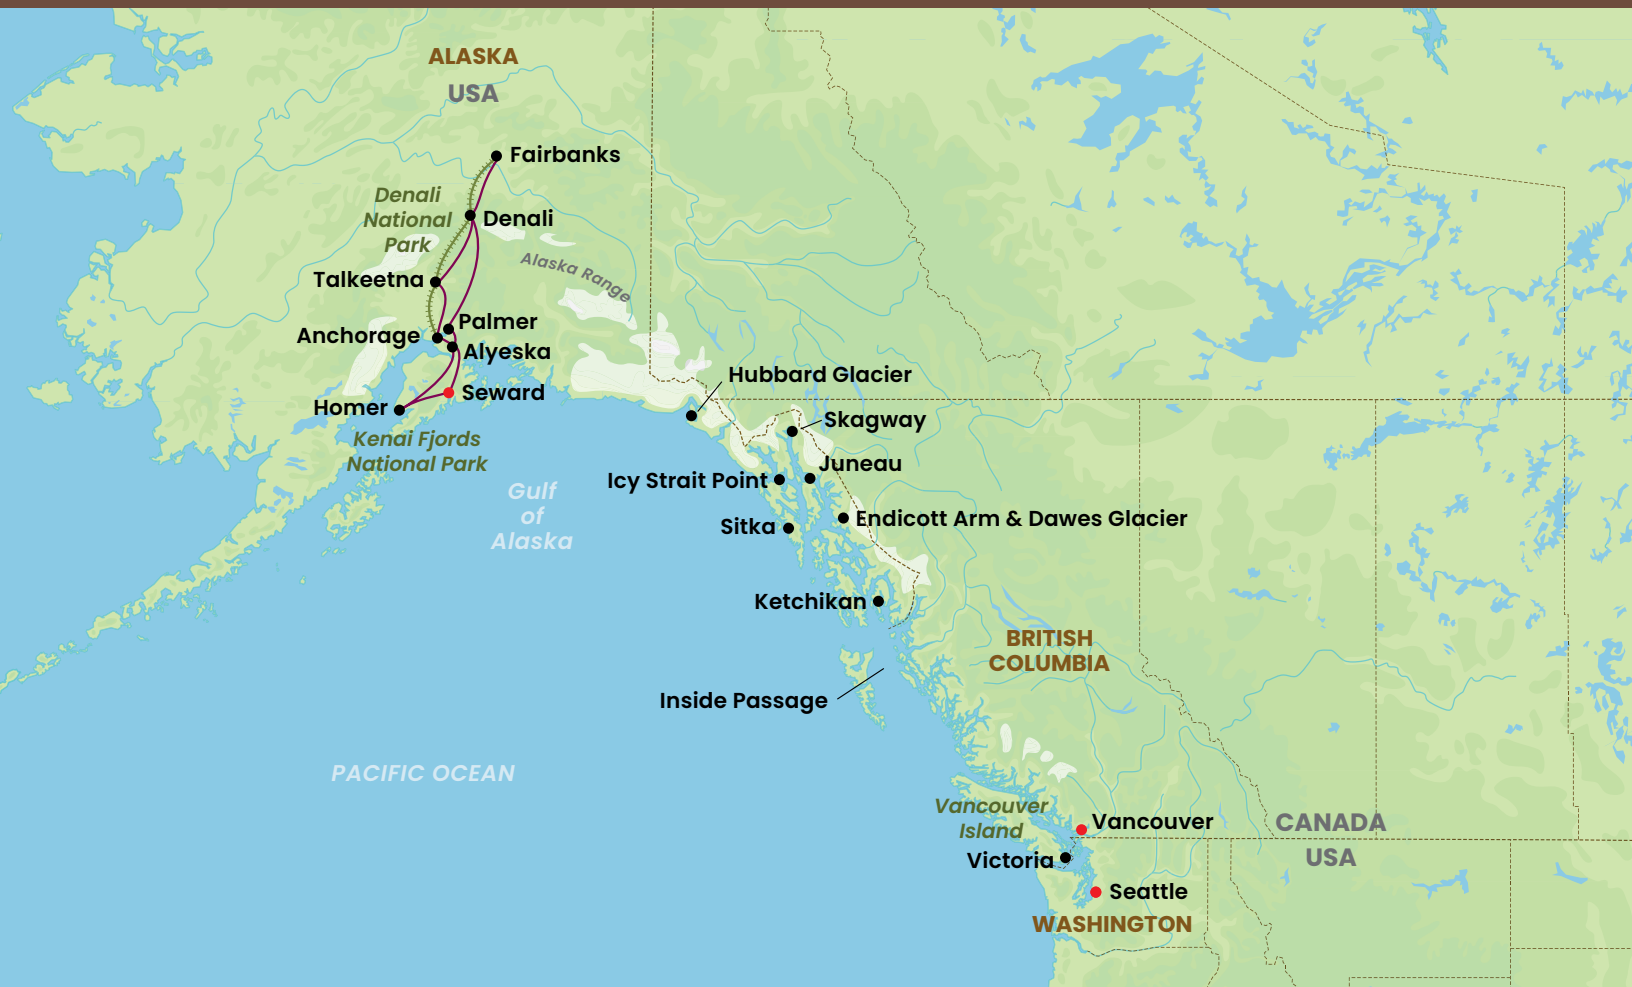 ALASKA
USA
Fairbanks
Denali
National
Park
Denali
Alaska Range
Talkeetna
Palmer
Anchorage
Alyeska
Seward
Homer
Kenai Fjords
National Park
Hubbard Glacier
Skagway
Juneau
Icy Strait Point
Gulf
of
Alaska
Endicott Arm & Dawes Glacier
Sitka
Ketchikan
BRITISH
COLUMBIA
Inside Passage
PACIFIC OCEAN
Vancouver
Island
Vancouver
CANADA
USA
Victoria
Seattle
WASHINGTON